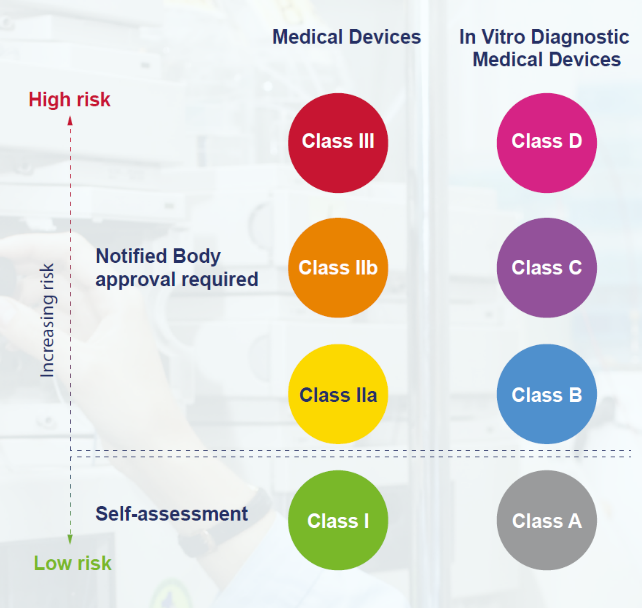 Medical Devices
In Vitro Diagnostic
Medical Devices
High risk
Class III
Class D
Notified Body
approval required
Class IIb
Class C
Increasing risk
Class IIa
Class B
Self-assessment
Class I
Class A
Low risk